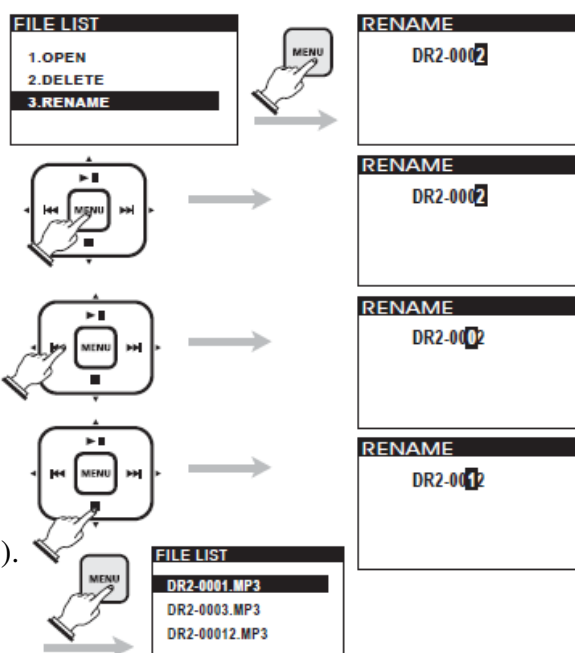 FILE LIST
1.OPEN
2.DELETE
3.RENAME
MENU
RENAME
DR2-0002
MENU
RENAME
DR2-0002
MENU
RENAME
DR2-0002
MENU
RENAME
DR2-0012
).
MENU
FILE LIST
DR2-0001.MP3
DR2-0003.MP3
DR2-00012.MP3